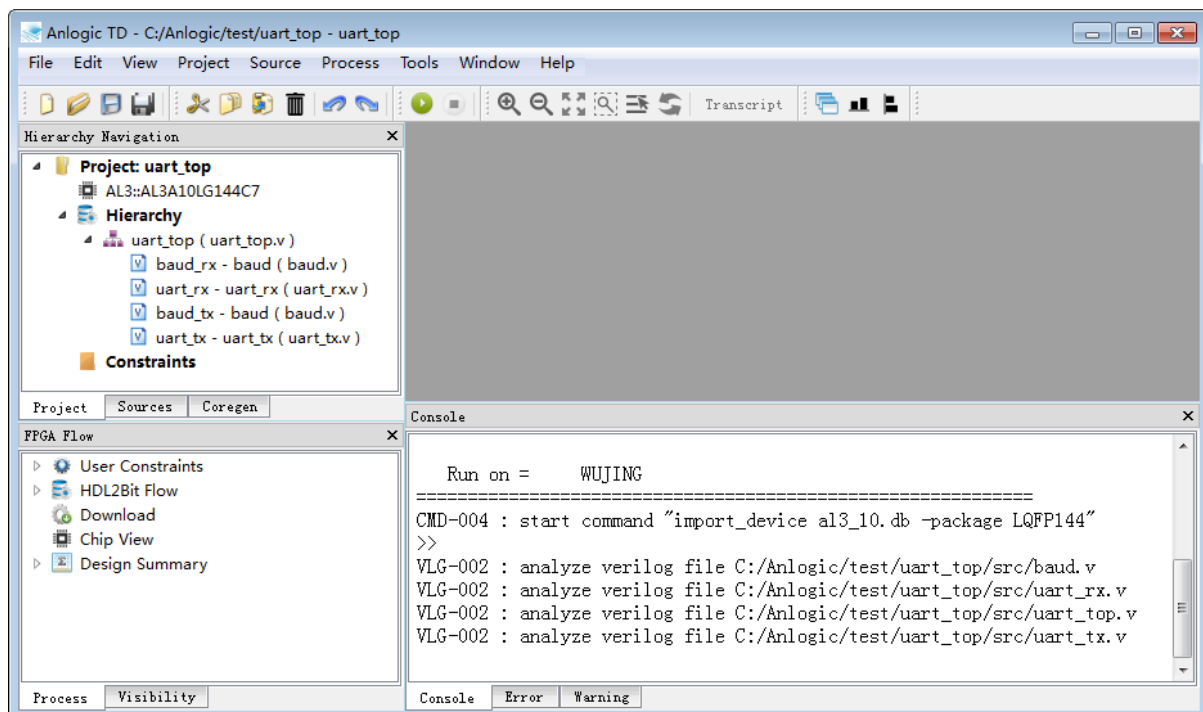 Anlogic TD - C:/Anlogic/test/uart_top - uart_top
File Edit View Project Source Process Tools Window Help
Transcript
Hierarchy Navigation
Project: uart_top
AL3::AL3A10LG144C7
Hierarchy
uart_top ( uart_top.v )
baud_rx - baud ( baud.v )
uart_rx - uart_rx ( uart_rx.v )
baud_tx - baud ( baud.v )
uart_tx - uart_tx ( uart_tx.v )
Constraints
Project Sources Coregen
FPGA Flow
User Constraints
HDL2Bit Flow
Download
Chip View
Design Summary
Process Visibility
Console
Run on = WUJING
============================================================
CMD-004 : start command "import_device al3_10.db -package LQFP144"
>>
VLG-002 : analyze verilog file C:/Anlogic/test/uart_top/src/baud.v
VLG-002 : analyze verilog file C:/Anlogic/test/uart_top/src/uart_rx.v
VLG-002 : analyze verilog file C:/Anlogic/test/uart_top/src/uart_top.v
VLG-002 : analyze verilog file C:/Anlogic/test/uart_top/src/uart_tx.v
Console Error Warning